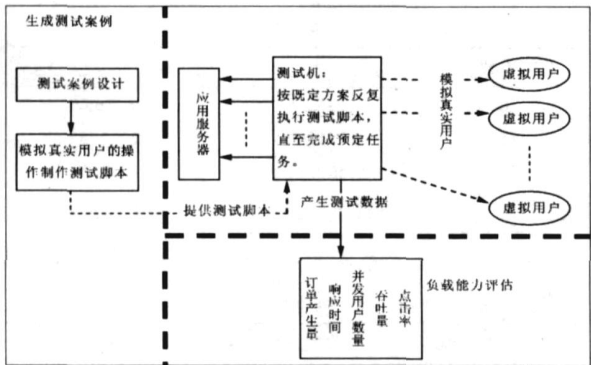 生成测试案例
测试案例设计
模拟真实用户的操
作制作测试脚本
应用服务器
测试机：
按既定方案反复
执行测试脚本，
直至完成预定任
务。
模拟真实用户
虚拟用户
虚拟用户
虚拟用户
提供测试脚本
产生测试数据
订单产生量
响应时间
并发用户数量
吞吐量
点击率
负载能力评估